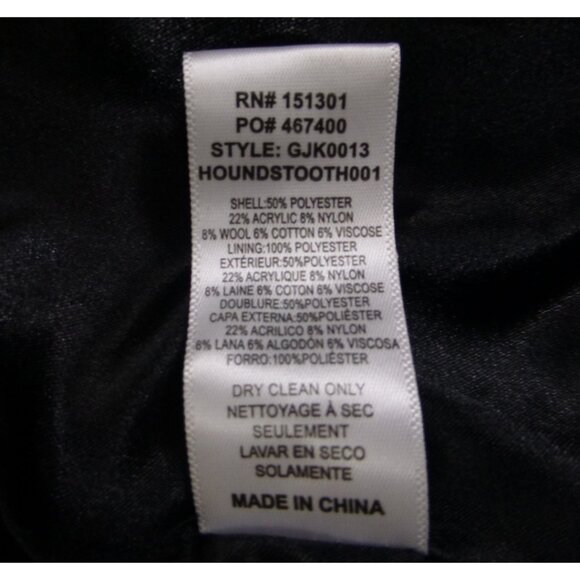 RN# 151301
PO# 467400
STYLE: GJK0013
HOUNDSTOOTH001
SHELL:50% POLYESTER
22% ACRYLIC 8% NYLON
8% WOOL 6% COTTON 6% VISCOSE
LINING:100% POLYESTER
EXTÉRIEUR:50%POLYESTER
22% ACRYLIQUE 8% NYLON
8% LAINE 6% COTON 6% VISCOSE
DOUBLURE:50%POLYESTER
CAPA EXTERNA:50%POLIÉSTER
22% ACRILICO 8% NYLON
8% LANA 6% ALGODÓN 6% VISCOSA
FORRO:100%POLIÉSTER
DRY CLEAN ONLY
NETTOYAGE À SEC
SEULEMENT
LAVAR EN SECO
SOLAMENTE
MADE IN CHINA